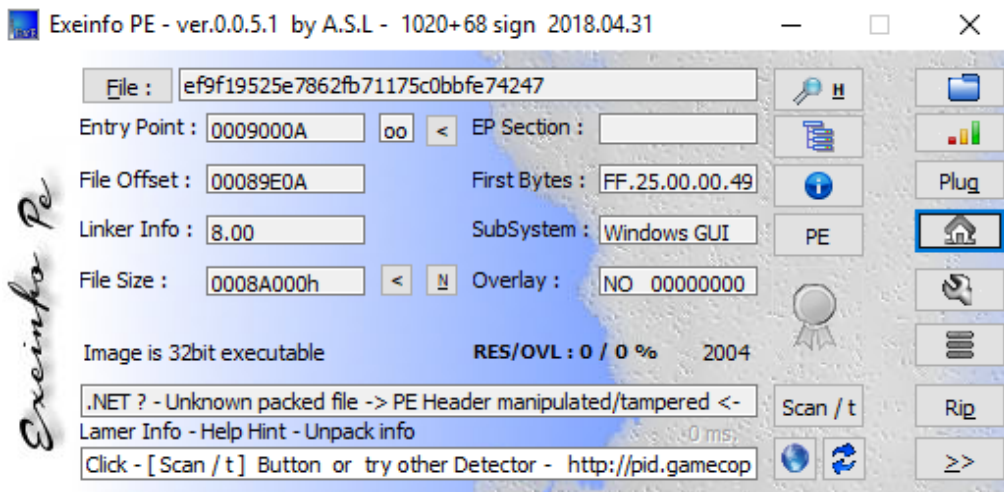 Exeinfo PE - ver.0.0.5.1 by A.S.L - 1020+68 sign 2018.04.31
File : ef9f19525e7862fb71175c0bbfe74247 H
Entry Point : 0009000A oo < EP Section :
File Offset : 00089E0A First Bytes : FF.25.00.00.49 Plug
Linker Info : 8.00 SubSystem : Windows GUI PE
File Size : 0008A000h < N Overlay : NO 00000000
Image is 32bit executable RES/OVL : 0 / 0 % 2004
.NET ? - Unknown packed file -> PE Header manipulated/tampered <- Scan / t Rip
Lamer Info - Help Hint - Unpack info 0 ms.
Click - [ Scan / t ] Button or try other Detector - http://pid.gamecop >>
Exeinfo Pe